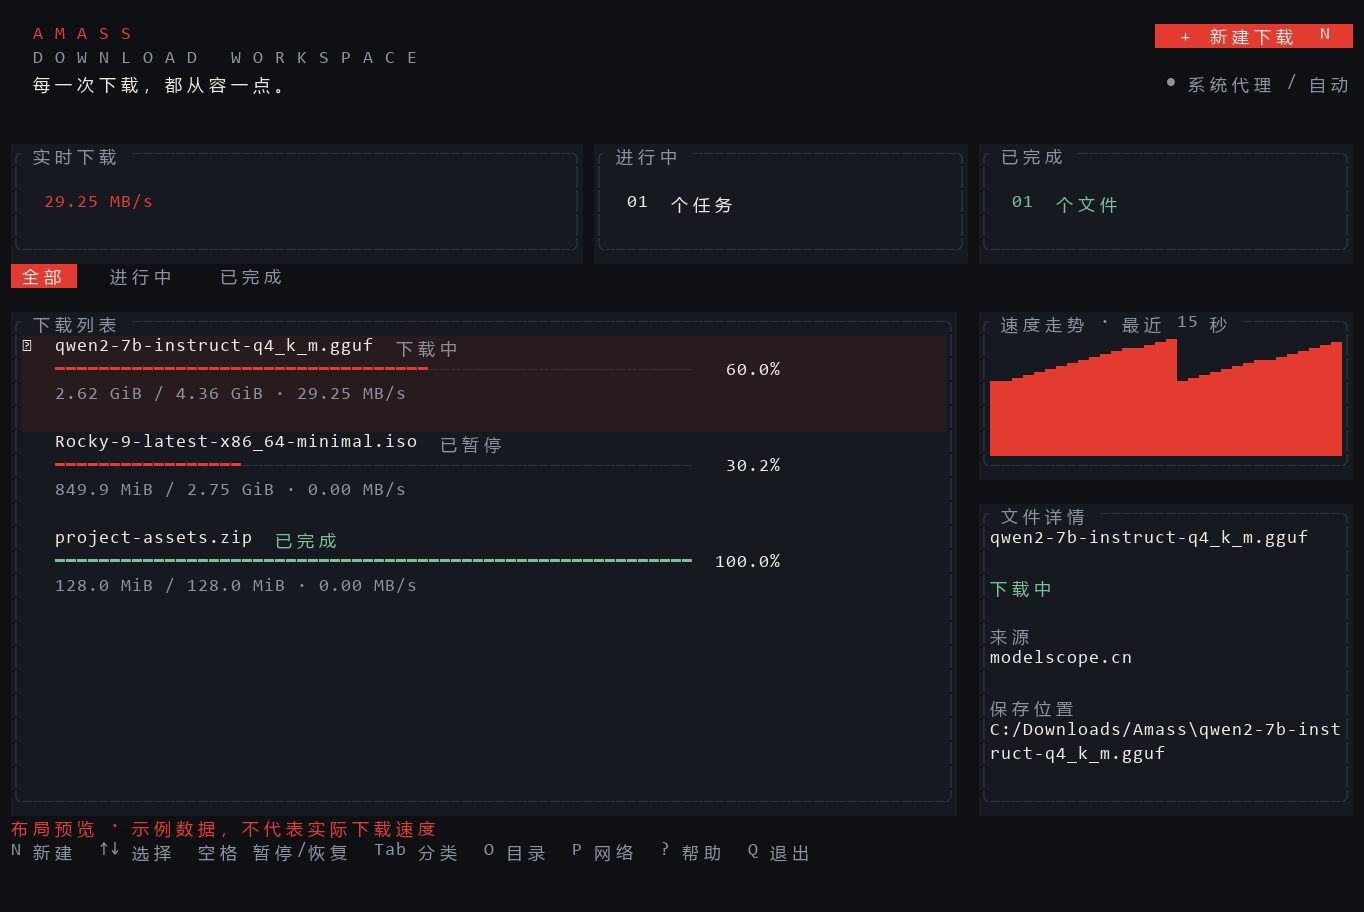 AMASS
DOWNLOAD WORKSPACE
每一次下载, 都从容一点。
+ 新建下载 N
● 系统代理 / 自动
实时下载
29.25 MB/s
进行中
01 个任务
已完成
01 个文件
全部 进行中 已完成
下载列表
qwen2-7b-instruct-q4_k_m.gguf 下载中
60.0%
2.62 GiB / 4.36 GiB · 29.25 MB/s
Rocky-9-latest-x86_64-minimal.iso 已暂停
30.2%
849.9 MiB / 2.75 GiB · 0.00 MB/s
project-assets.zip 已完成
100.0%
128.0 MiB / 128.0 MiB · 0.00 MB/s
速度走势 · 最近 15 秒
文件详情
qwen2-7b-instruct-q4_k_m.gguf
下载中
来源
modelscope.cn
保存位置
C:/Downloads/Amass\qwen2-7b-inst
ruct-q4_k_m.gguf
布局预览 · 示例数据, 不代表实际下载速度
N 新建 ↑↓ 选择 空格 暂停/恢复 Tab 分类 O 目录 P 网络 ? 帮助 Q 退出